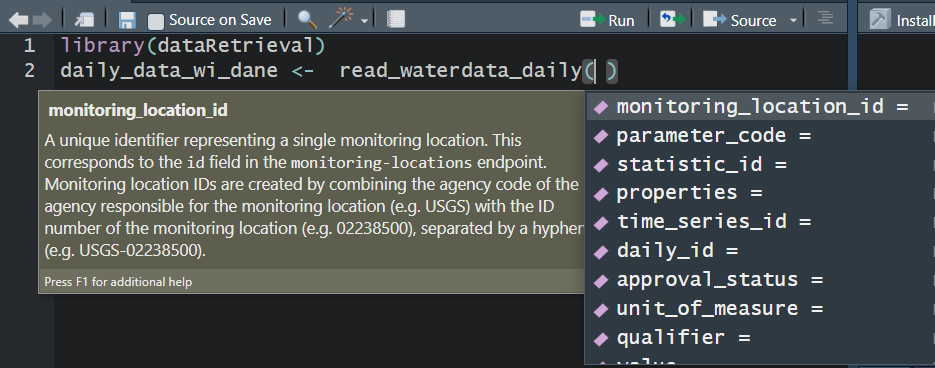 Source on Save
Run
Source
Install
1 library(dataRetrieval)
2 daily_data_wi_dane <-  read_waterdata_daily( )
monitoring_location_id
A unique identifier representing a single monitoring location. This
corresponds to the id field in the monitoring-locations endpoint.
Monitoring location IDs are created by combining the agency code of the
agency responsible for the monitoring location (e.g. USGS) with the ID
number of the monitoring location (e.g. 02238500), separated by a hyphen
(e.g. USGS-02238500).
Press F1 for additional help
monitoring_location_id =
parameter_code =
statistic_id =
properties =
time_series_id =
daily_id =
approval_status =
unit_of_measure =
qualifier =